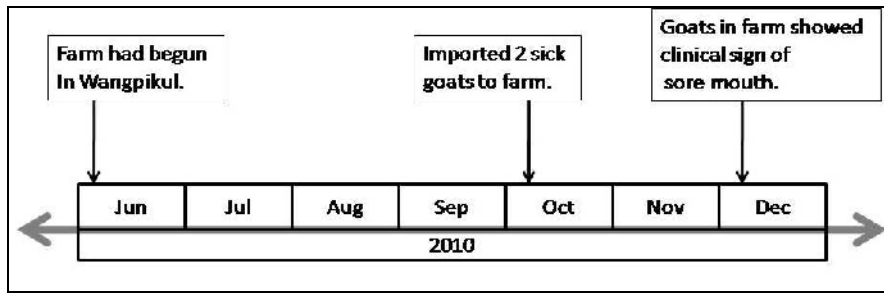 Farm had begun
In Wangpikul.
Imported 2 sick
goats to farm.
Goats in farm showed
clinical sign of
sore mouth.
Jun Jul Aug Sep Oct Nov Dec
2010